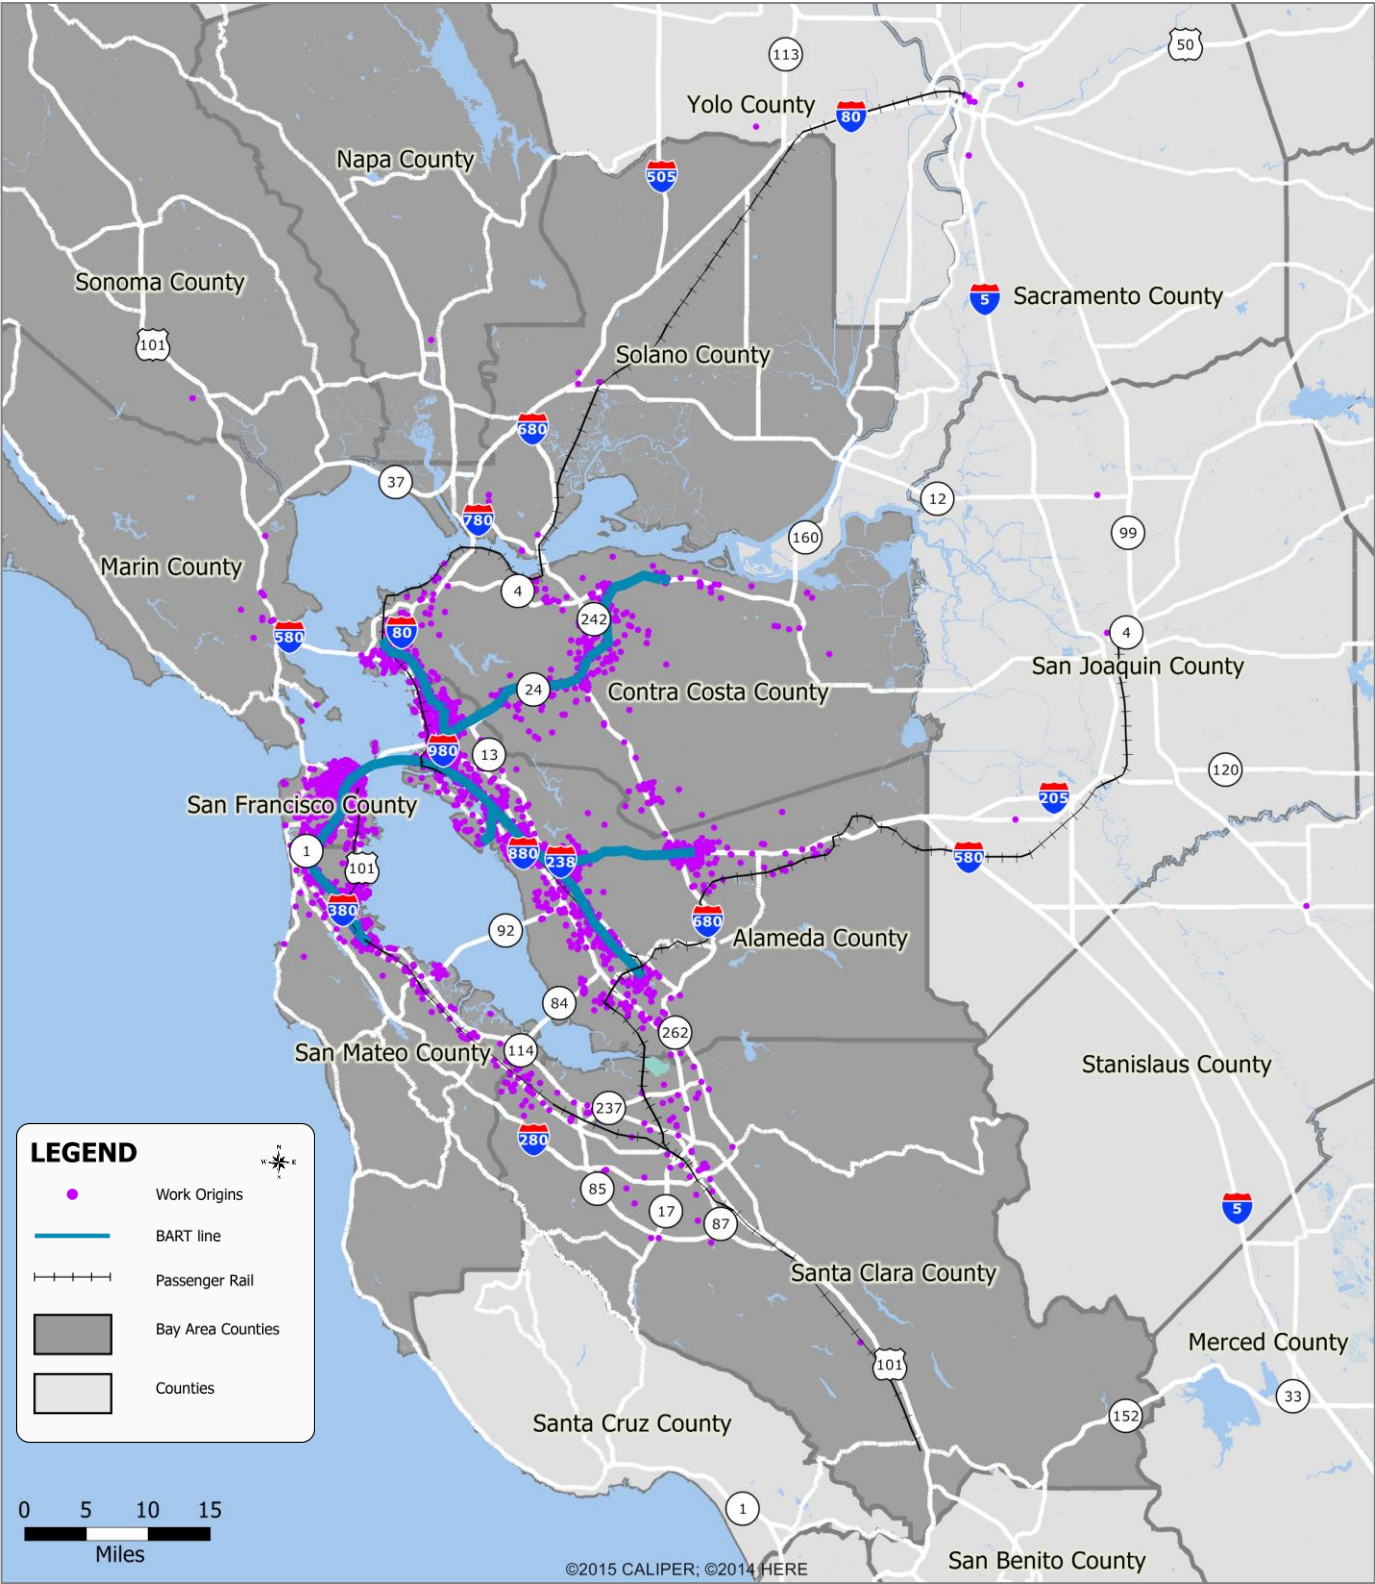 113
50
Yolo County
80
Napa County
505
Sonoma County
5
Sacramento County
101
Solano County
680
37
12
780
99
160
Marin County
4
242
80
4
580
San Joaquin County
24
Contra Costa County
980
13
120
205
San Francisco County
1
880
238
580
101
380
680
92
Alameda County
84
262
San Mateo County
114
Stanislaus County
237
280
85
17
87
5
Santa Clara County
Merced County
101
33
152
Santa Cruz County
1
San Benito County
LEGEND
N
W
E
S
Work Origins
BART line
Passenger Rail
Bay Area Counties
Counties
0 5 10 15
Miles
©2015 CALIPER; ©2014 HERE